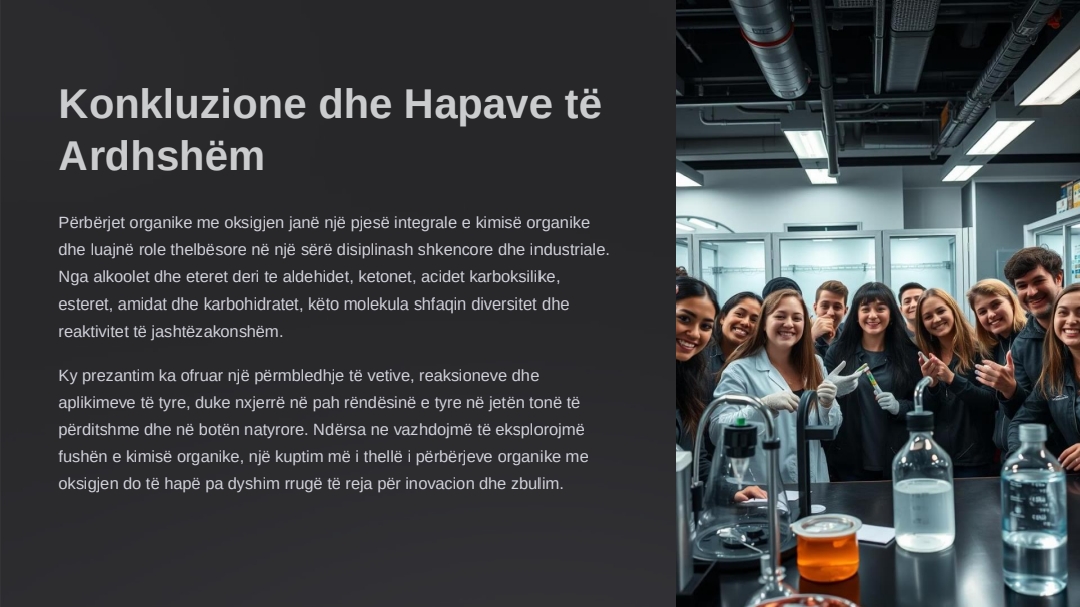 Konkluzione dhe Hapave të
Ardhshëm
Përbërjet organike me oksigjen janë një pjesë integrale e kimisë organike
dhe luajnë role thelbësore në një sërë disiplinash shkencore dhe industriale.
Nga alkoolet dhe eteret deri te aldehidet, ketonet, acidet karboksilike,
esteret, amidat dhe karbohidratet, këto molekula shfaqin diversitet dhe
reaktivitet të jashtëzakonshëm.
Ky prezantim ka ofruar një përmbledhje të vetive, reaksioneve dhe
aplikimeve të tyre, duke nxjerrë në pah rëndësinë e tyre në jetën tonë të
përditshme dhe në botën natyrore. Ndërsa ne vazhdojmë të eksplorojmë
fushën e kimisë organike, një kuptim më i thellë i përbërjeve organike me
oksigjen do të hapë pa dyshim rrugë të reja për inovacion dhe zbulim.